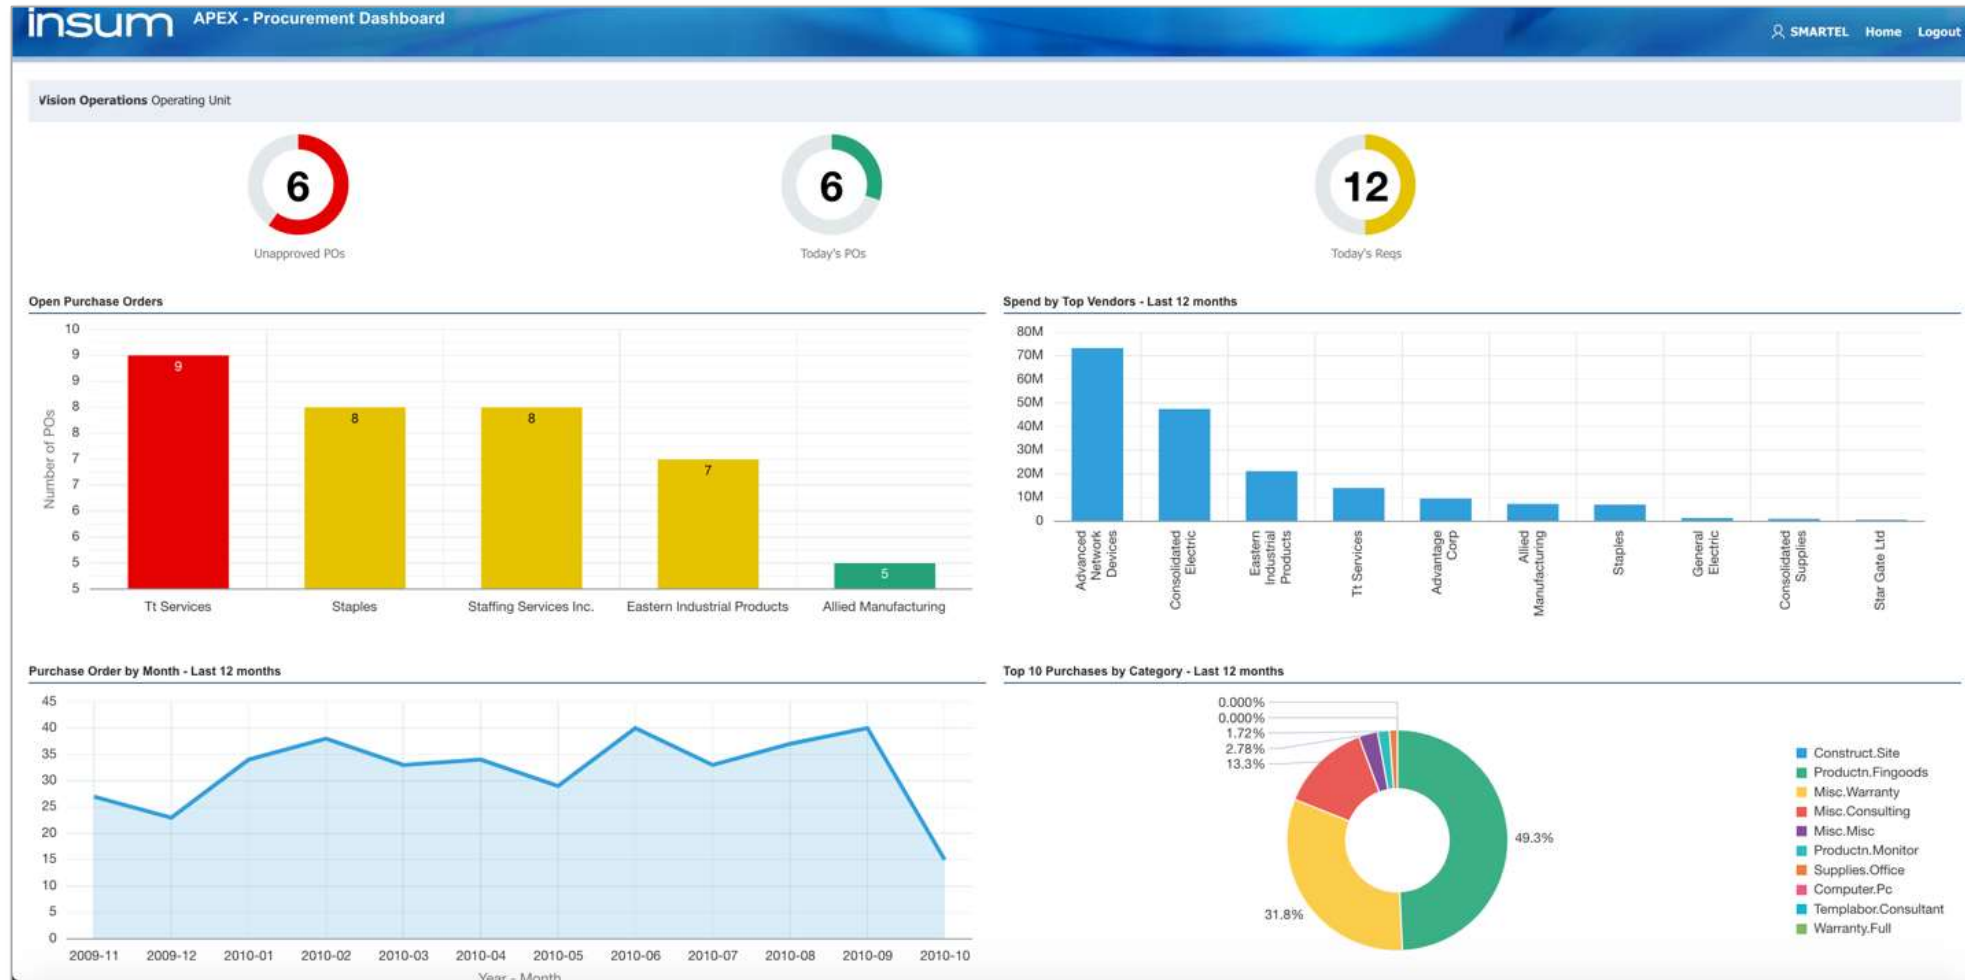 insum APEX - Procurement Dashboard
SMARTEL Home Logout
Vision Operations Operating Unit
6
Unapproved POs
6
Today's POs
12
Today's Reqs
Open Purchase Orders
Number of POs
10
9
9
8
8
7
7
6
6
5
5
9
8
8
7
5
Tt Services
Staples
Staffing Services Inc.
Eastern Industrial Products
Allied Manufacturing
Spend by Top Vendors - Last 12 months
80M
70M
60M
50M
40M
30M
20M
10M
0
Advanced
Network
Devices
Consolidated
Electric
Eastern
Industrial
Products
Tt Services
Advantage
Corp
Allied
Manufacturing
Staples
General
Electric
Consolidated
Supplies
Star Gate Ltd
Purchase Order by Month - Last 12 months
45
40
35
30
25
20
15
10
5
0
2009-11
2009-12
2010-01
2010-02
2010-03
2010-04
2010-05
2010-06
2010-07
2010-08
2010-09
2010-10
Year - Month
Top 10 Purchases by Category - Last 12 months
0.000%
0.000%
1.72%
2.78%
13.3%
49.3%
31.8%
Construct.Site
Productn.Fingoods
Misc.Warranty
Misc.Consulting
Misc.Misc
Productn.Monitor
Supplies.Office
Computer.Pc
Templabor.Consultant
Warranty.Full